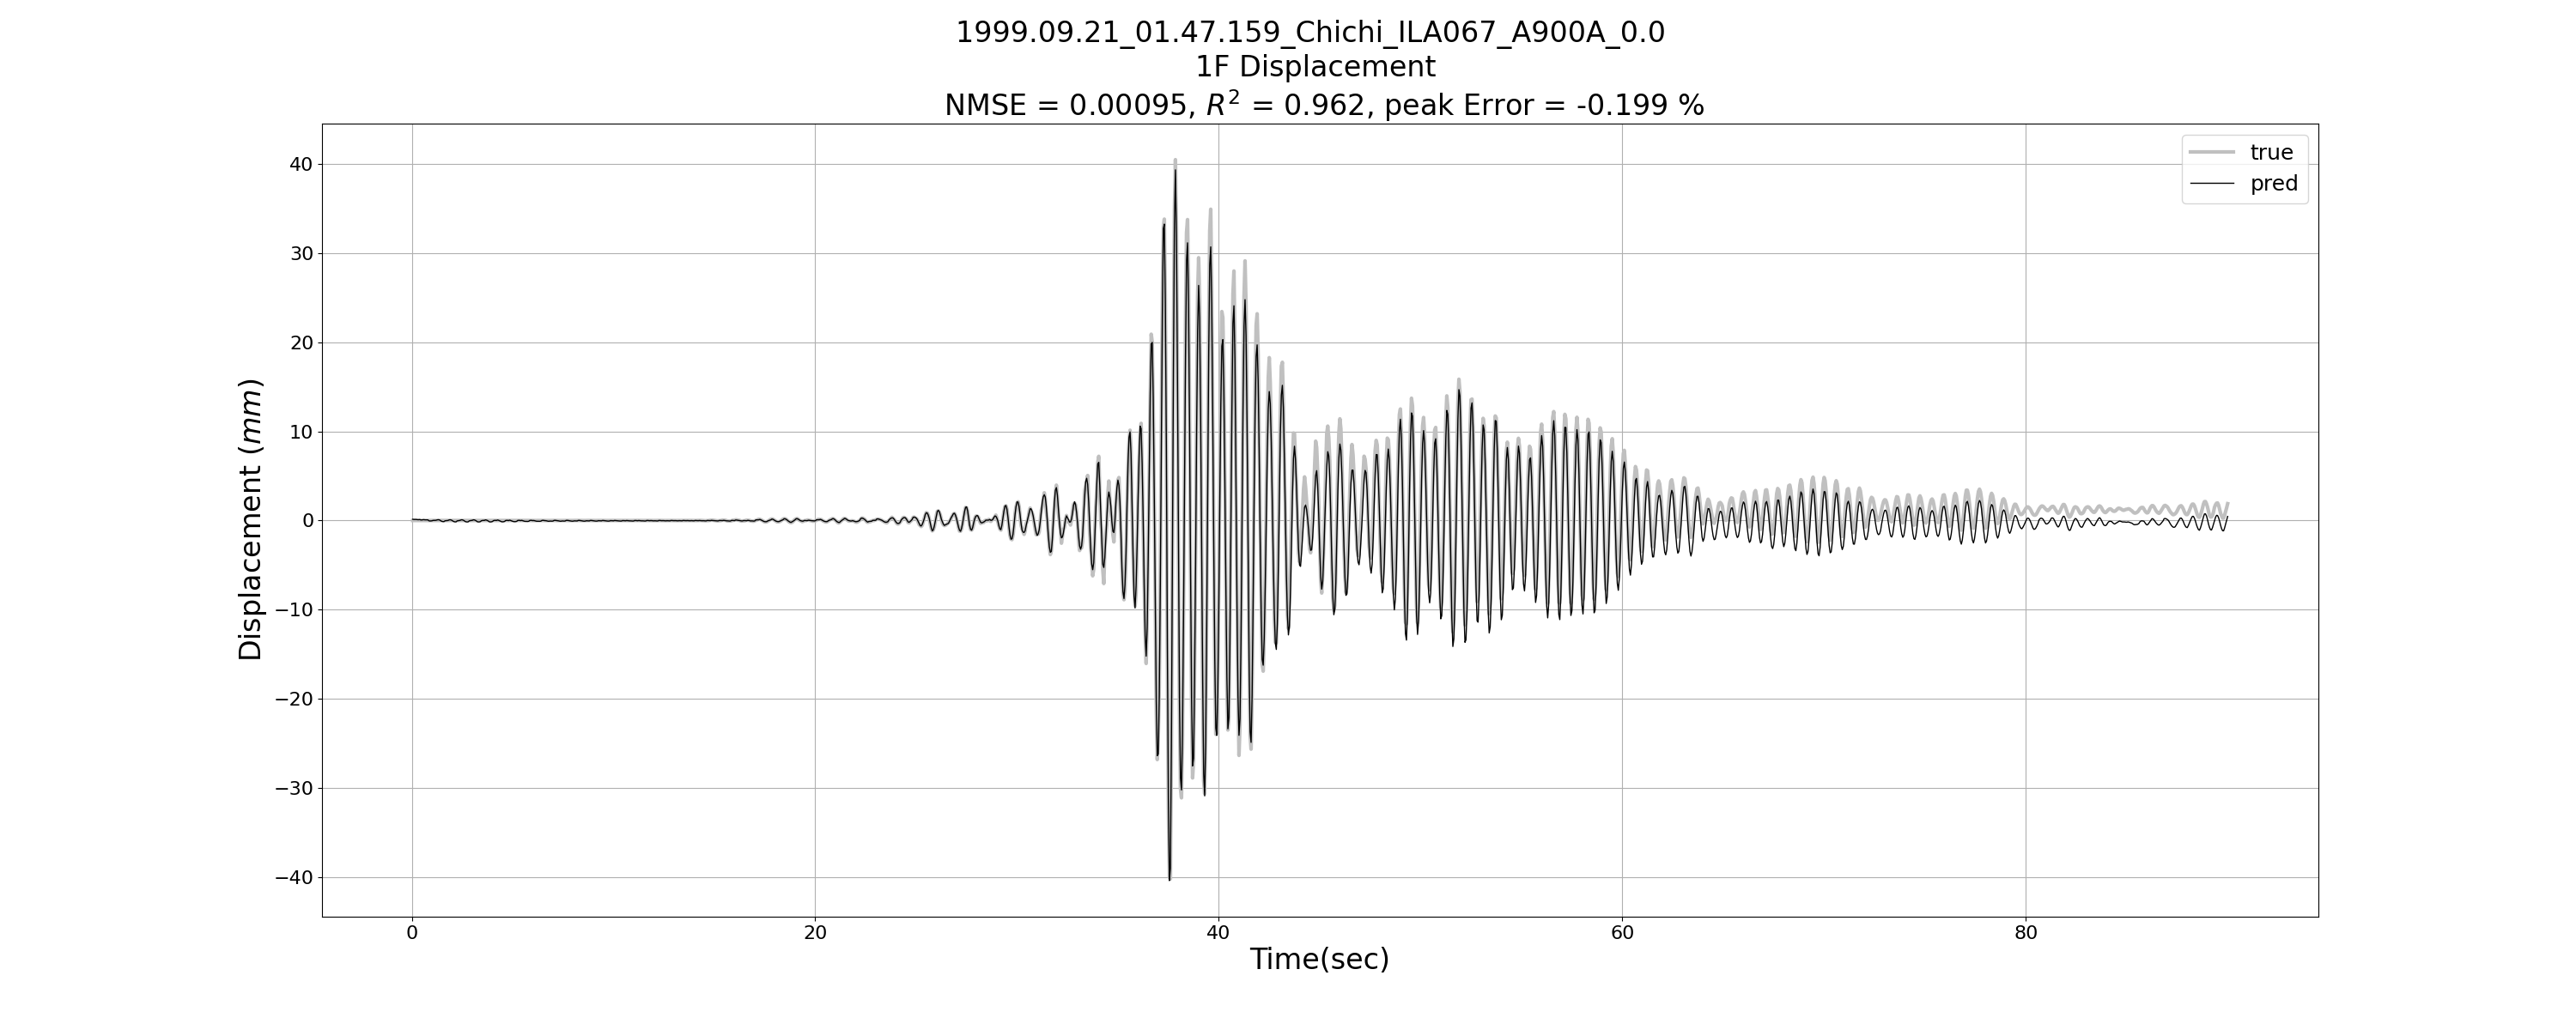 1999.09.21_01.47.159_Chichi_ILA067_A900A_0.0
1F Displacement
NMSE = 0.00095, R² = 0.962, peak Error = -0.199 %
true
pred
40
30
20
10
0
−10
−20
−30
−40
Displacement (mm)
0 20 40 60 80
Time(sec)